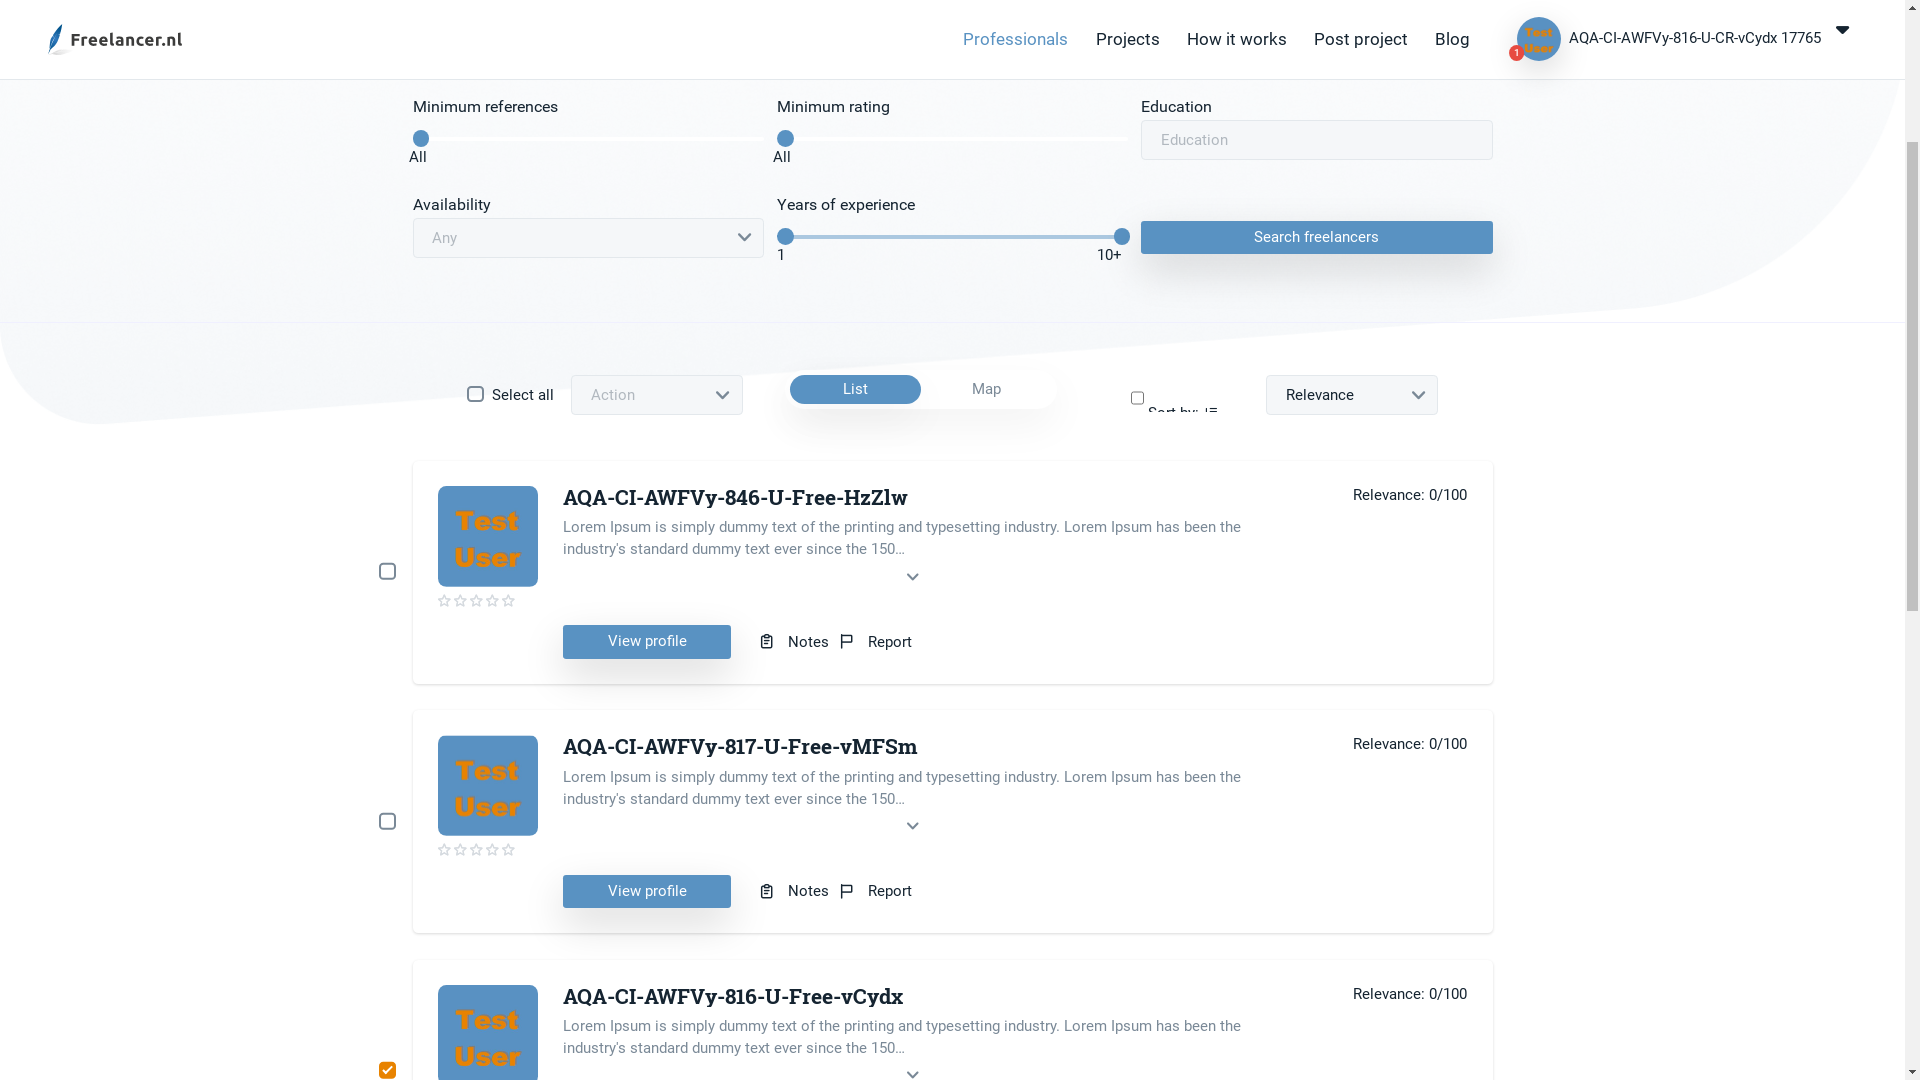 Freelancer.nl
Professionals Projects How it works Post project Blog
Test
User
1
AQA-CI-AWFVy-816-U-CR-vCydx 17765
Minimum references
All
Minimum rating
All
Education
Education
Availability
Any
Years of experience
1 10+
Search freelancers
Select all
Action
List Map
Sort by:
Relevance
Test
User
AQA-CI-AWFVy-846-U-Free-HzZlw
Relevance: 0/100
Lorem Ipsum is simply dummy text of the printing and typesetting industry. Lorem Ipsum has been the
industry's standard dummy text ever since the 150...
View profile Notes Report
Test
User
AQA-CI-AWFVy-817-U-Free-vMFSm
Relevance: 0/100
Lorem Ipsum is simply dummy text of the printing and typesetting industry. Lorem Ipsum has been the
industry's standard dummy text ever since the 150...
View profile Notes Report
Test
User
AQA-CI-AWFVy-816-U-Free-vCydx
Relevance: 0/100
Lorem Ipsum is simply dummy text of the printing and typesetting industry. Lorem Ipsum has been the
industry's standard dummy text ever since the 150...